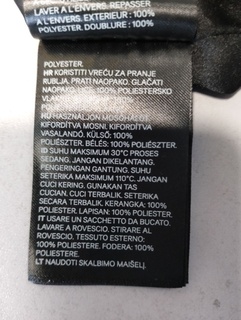 LAVER À L'ENVERS, REPASSER
À L'ENVERS. EXTÉRIEUR : 100%
POLYESTER. DOUBLURE : 100%
POLYESTER.
HR KORISTITI VREĆU ZA PRANJE
RUBLJA, PRATI NAOPAKO, GLAČATI
NAOPAKO. 100% POLIESTERSKO
HU HASZNÁLJON MOSÓHÁLÓT,
KIFORDÍTVA MOSNI, KIFORDÍTVA
VASALANDÓ. KÜLSŐ: 100%
POLIÉSZTER. BÉLÉS: 100% POLIÉSZTER.
ID SUHU MAKSIMUM 30°C PROSES
SEDANG, JANGAN DIKELANTANG.
PENGERINGAN GANTUNG. SUHU
SETERIKA MAKSIMUM 110°C, JANGAN
CUCI KERING. GUNAKAN TAS
CUCIAN. CUCI TERBALIK, SETERIKA
SECARA TERBALIK, KERANGKA: 100%
POLIESTER, LAPISAN: 100% POLIESTER
IT USARE UN SACCHETTO DA BUCATO,
LAVARE A ROVESCIO, STIRARE AL
ROVESCIO. TESSUTO ESTERNO:
100% POLIESTERE. FODERA: 100%
POLIESTERE
LT NAUDOTI SKALBIMO MAIŠELĮ,